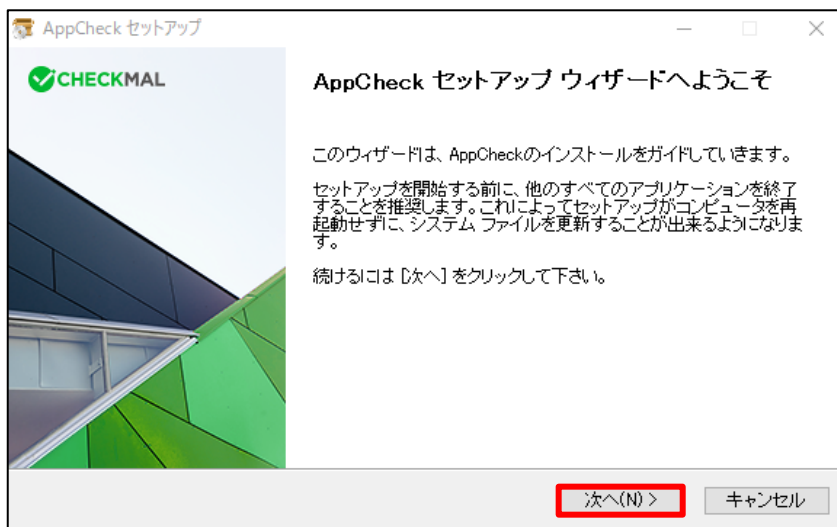 AppCheck セットアップ
CHECKMAL
AppCheck セットアップ ウィザードへようこそ
このウィザードは、AppCheckのインストールをガイドしていきます。
セットアップを開始する前に、他のすべてのアプリケーションを終了
することを推奨します。これによってセットアップがコンピュータを再
起動せずに、システム ファイルを更新することが出来るようになりま
す。
続けるには [次へ] をクリックして下さい。
次へ(N) >
キャンセル